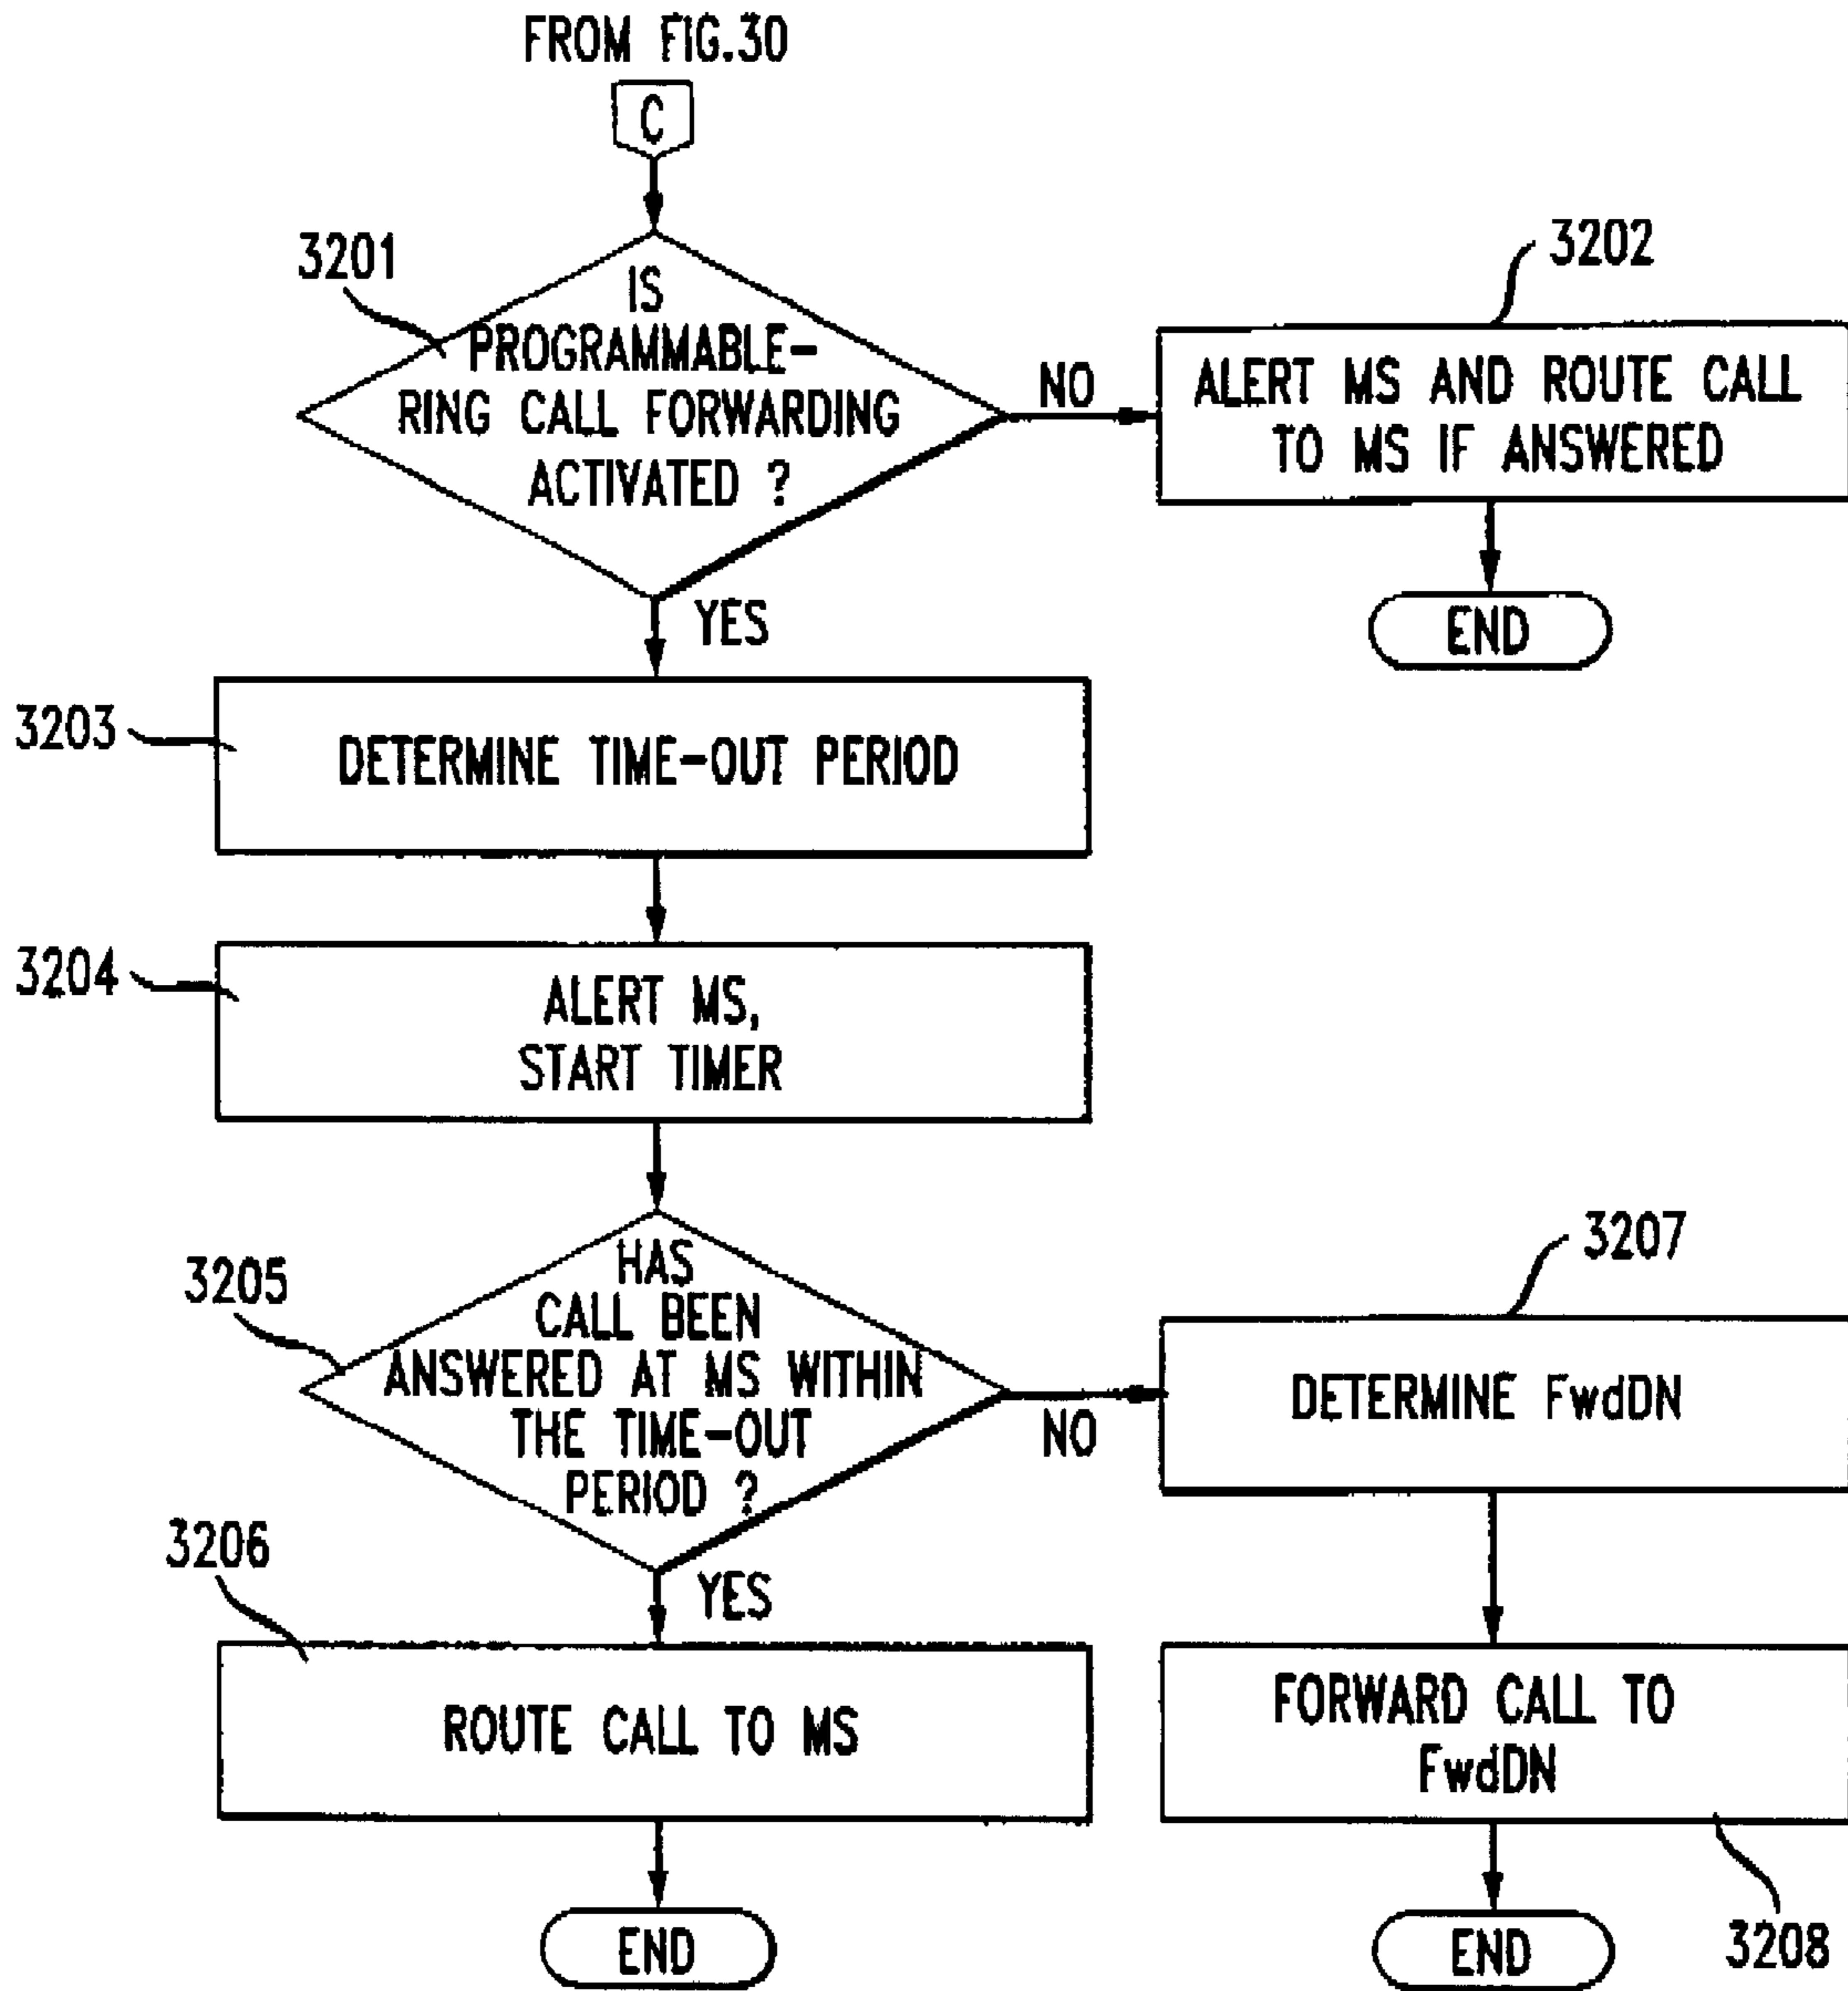 FROM FIG.30
C
3201
IS
PROGRAMMABLE-
RING CALL FORWARDING
ACTIVATED ?
NO
3202
ALERT MS AND ROUTE CALL
TO MS IF ANSWERED
END
YES
3203
DETERMINE TIME-OUT PERIOD
3204
ALERT MS,
START TIMER
3205
HAS
CALL BEEN
ANSWERED AT MS WITHIN
THE TIME-OUT
PERIOD ?
NO
3207
DETERMINE FwdDN
YES
3206
ROUTE CALL TO MS
END
FORWARD CALL TO
FwdDN
3208
END